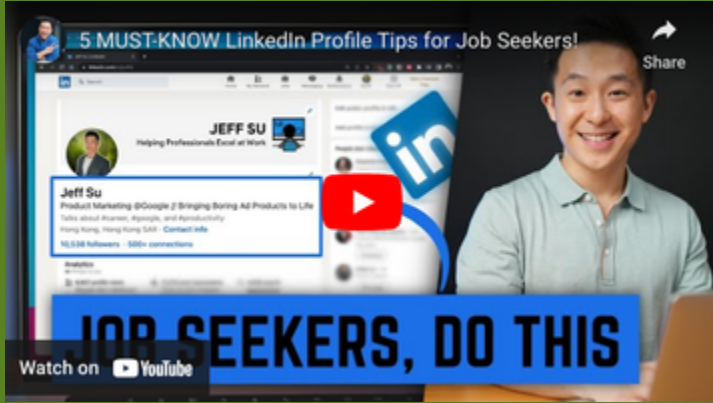 5 MUST-KNOW LinkedIn Profile Tips for Job Seekers!
Share
in
Search
JEFF SU
Helping Professionals Excel at Work
in
Jeff Su
Product Marketing @Google // Bringing Boring Ad Products to Life
Talks about #career, #google, and #productivity
Hong Kong, Hong Kong SAR · Contact info
10,538 followers · 500+ connections
Analytics
JOB SEEKERS, DO THIS
Watch on YouTube